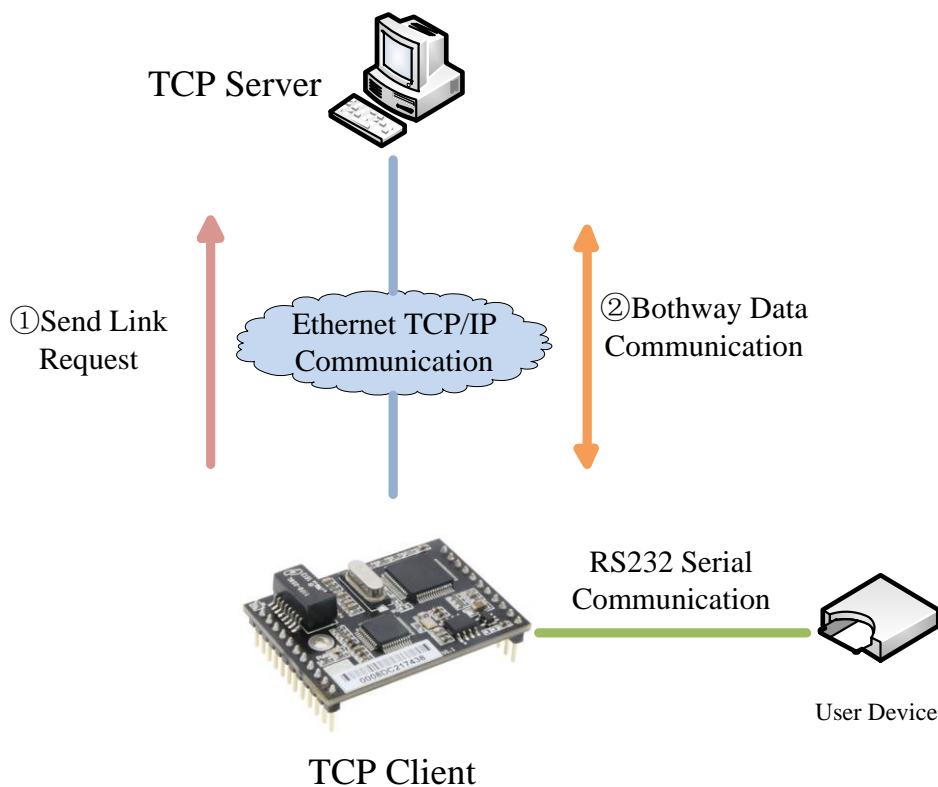 TCP Server
①Send Link
Request
Ethernet TCP/IP
Communication
②Bothway Data
Communication
RS232 Serial
Communication
0008DC217438
User Device
TCP Client